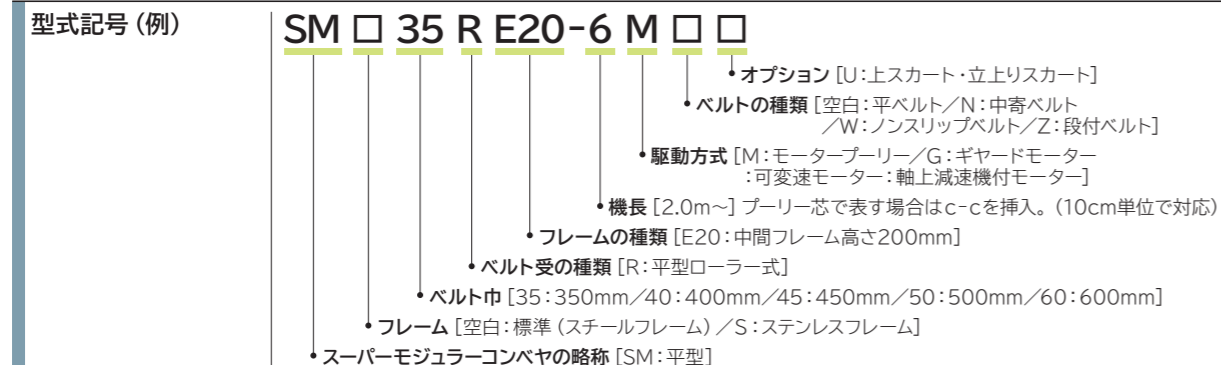 型式記号（例）
SM □ 35 R E20-6 M □ □
・オプション［U：上スカート・立上りスカート］
・ベルトの種類［空白：平ベルト／N：中寄ベルト
／W：ノンスリップベルト／Z：段付ベルト］
・駆動方式［M：モータープーリー／G：ギヤードモーター
：可変速モーター：軸上減速機付モーター］
・機長［2.0m〜］プーリー芯で表す場合はc-cを挿入。（10cm単位で対応）
・フレームの種類［E20：中間フレーム高さ200mm］
・ベルト受の種類［R：平型ローラー式］
・ベルト巾［35：350mm／40：400mm／45：450mm／50：500mm／60：600mm］
・フレーム［空白：標準（スチールフレーム）／S：ステンレスフレーム］
・スーパーモジュラーコンベヤの略称［SM：平型］